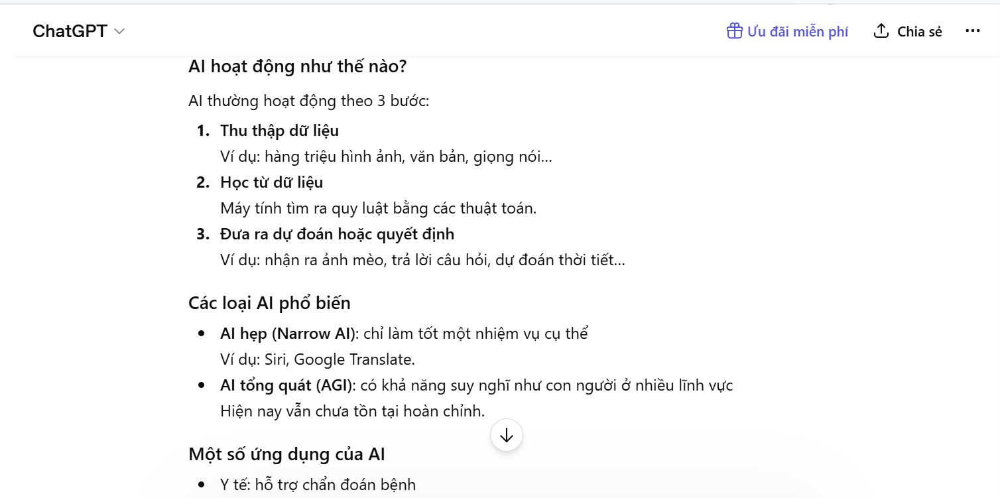 ChatGPT
Ưu đãi miễn phí
Chia sẻ
AI hoạt động như thế nào?
AI thường hoạt động theo 3 bước:
1. Thu thập dữ liệu
Ví dụ: hàng triệu hình ảnh, văn bản, giọng nói...
2. Học từ dữ liệu
Máy tính tìm ra quy luật bằng các thuật toán.
3. Đưa ra dự đoán hoặc quyết định
Ví dụ: nhận ra ảnh mèo, trả lời câu hỏi, dự đoán thời tiết...
Các loại AI phổ biến
• AI hẹp (Narrow AI): chỉ làm tốt một nhiệm vụ cụ thể
Ví dụ: Siri, Google Translate.
• AI tổng quát (AGI): có khả năng suy nghĩ như con người ở nhiều lĩnh vực
Hiện nay vẫn chưa tồn tại hoàn chỉnh.
Một số ứng dụng của AI
• Y tế: hỗ trợ chẩn đoán bệnh